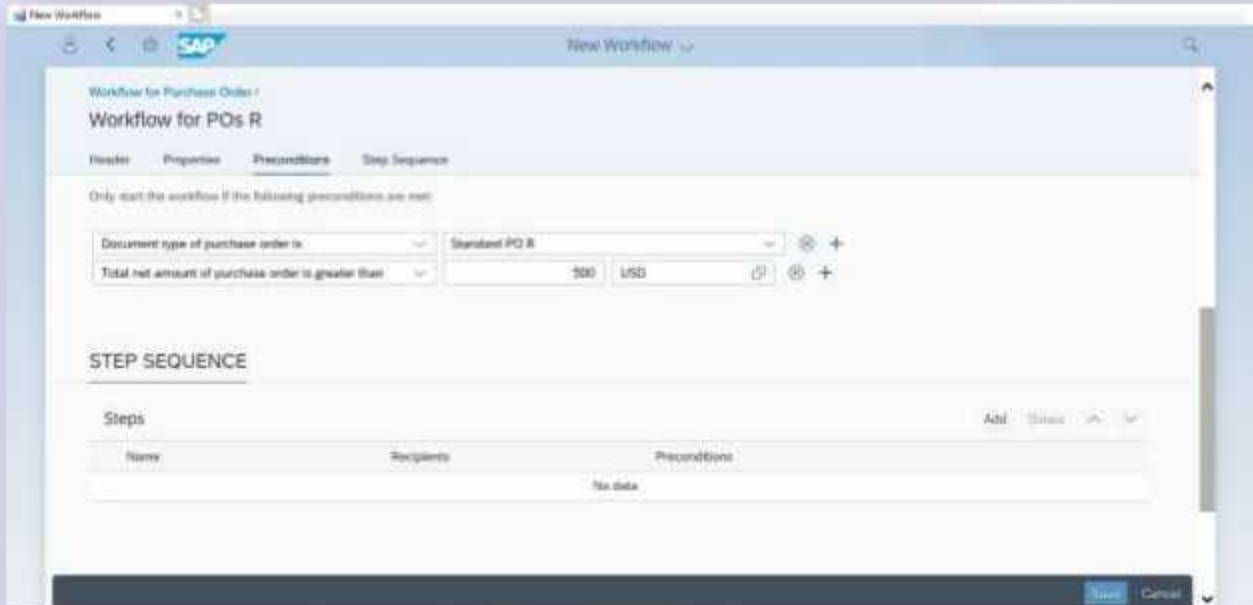 New Workflow
SAP
New Workflow
Workflow for Purchase Order /
Workflow for POs R
Header Properties Preconditions Step Sequence
Only start the workflow if the following preconditions are met:
Document type of purchase order is Standard PO R
Total net amount of purchase order is greater than 500 USD
STEP SEQUENCE
Steps Add Delete
Name Recipients Preconditions
No data
Save Cancel